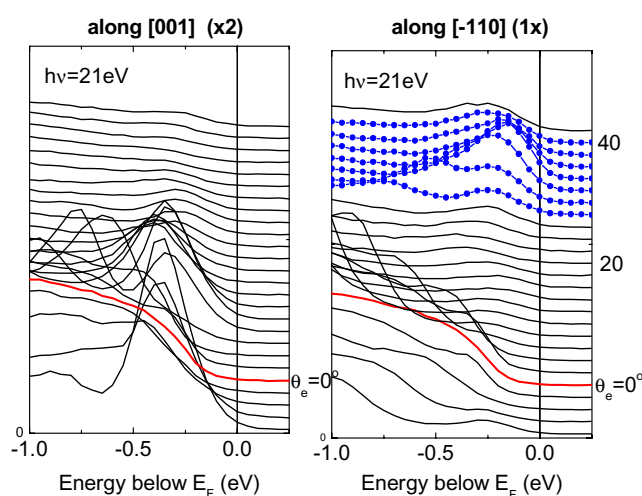 along [001] (x2)
along [-110] (1x)
hν=21eV
hν=21eV
40
20
θe=0°
θe=0°
0
0
-1.0 -0.5 0.0
-1.0 -0.5 0.0
Energy below EF (eV)
Energy below EF (eV)